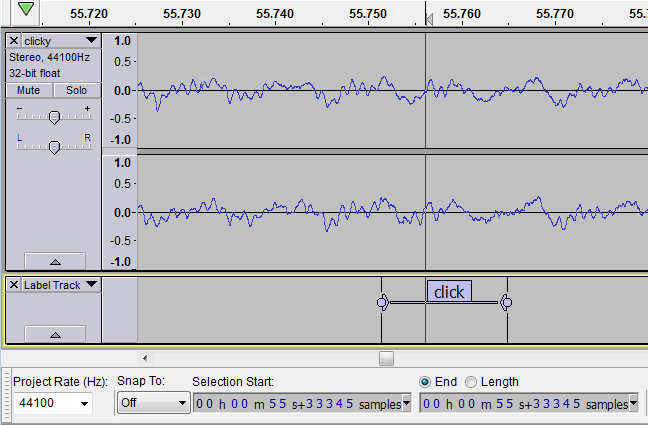 55.720 55.730 55.740 55.750 55.760 55.770 55.780
clicky
Stereo, 44100Hz
32-bit float
Mute Solo
- +
L R
1.0
0.5-
0.0-
-0.5-
-1.0
1.0
0.5-
0.0-
-0.5-
-1.0
Label Track
click
Project Rate (Hz): Snap To: Selection Start: End Length
44100 Off 00 h 00 m 55 s+33345 samples 00 h 00 m 55 s+33345 samples